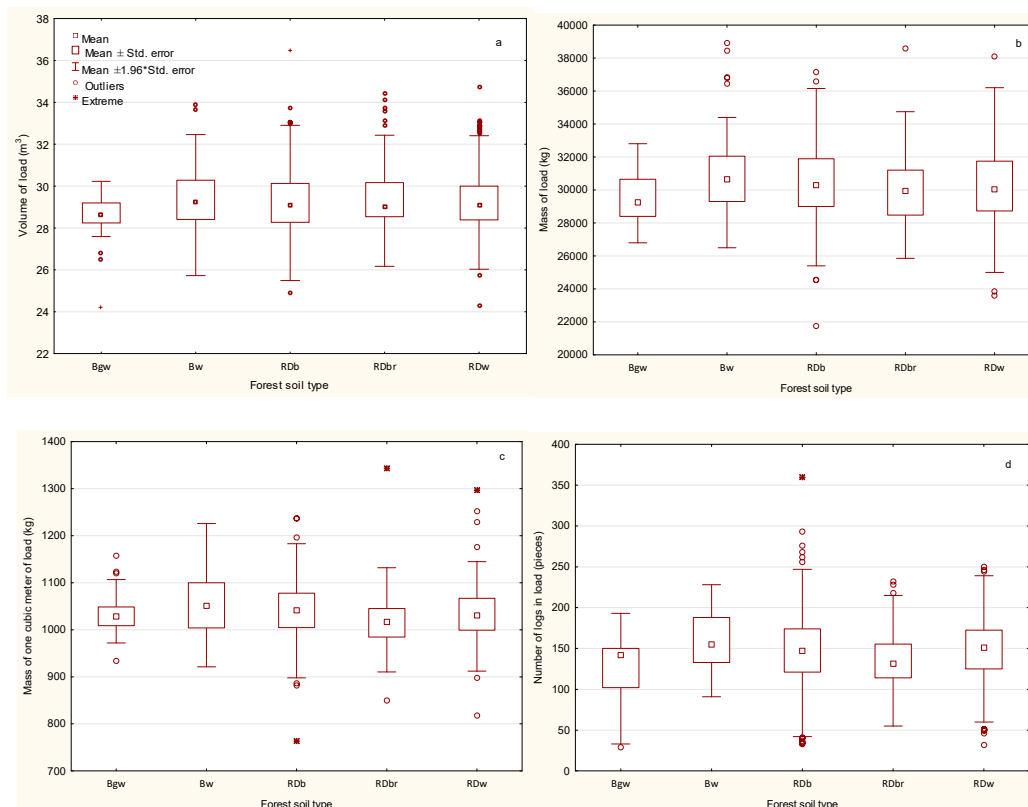 38
36
34
32
30
28
26
24
22
Volume of load (m³)
a
Mean
Mean ± Std. error
Mean ±1.96*Std. error
Outliers
Extreme
Bgw Bw RDb RDbr RDw
Forest soil type
40000
38000
36000
34000
32000
30000
28000
26000
24000
22000
20000
Mass of load (kg)
b
Bgw Bw RDb RDbr RDw
Forest soil type
1400
1300
1200
1100
1000
900
800
700
Mass of one cubic meter of load (kg)
c
Bgw Bw RDb RDbr RDw
Forest soil type
400
350
300
250
200
150
100
50
0
Number of logs in load (pieces)
d
Bgw Bw RDb RDbr RDw
Forest soil type